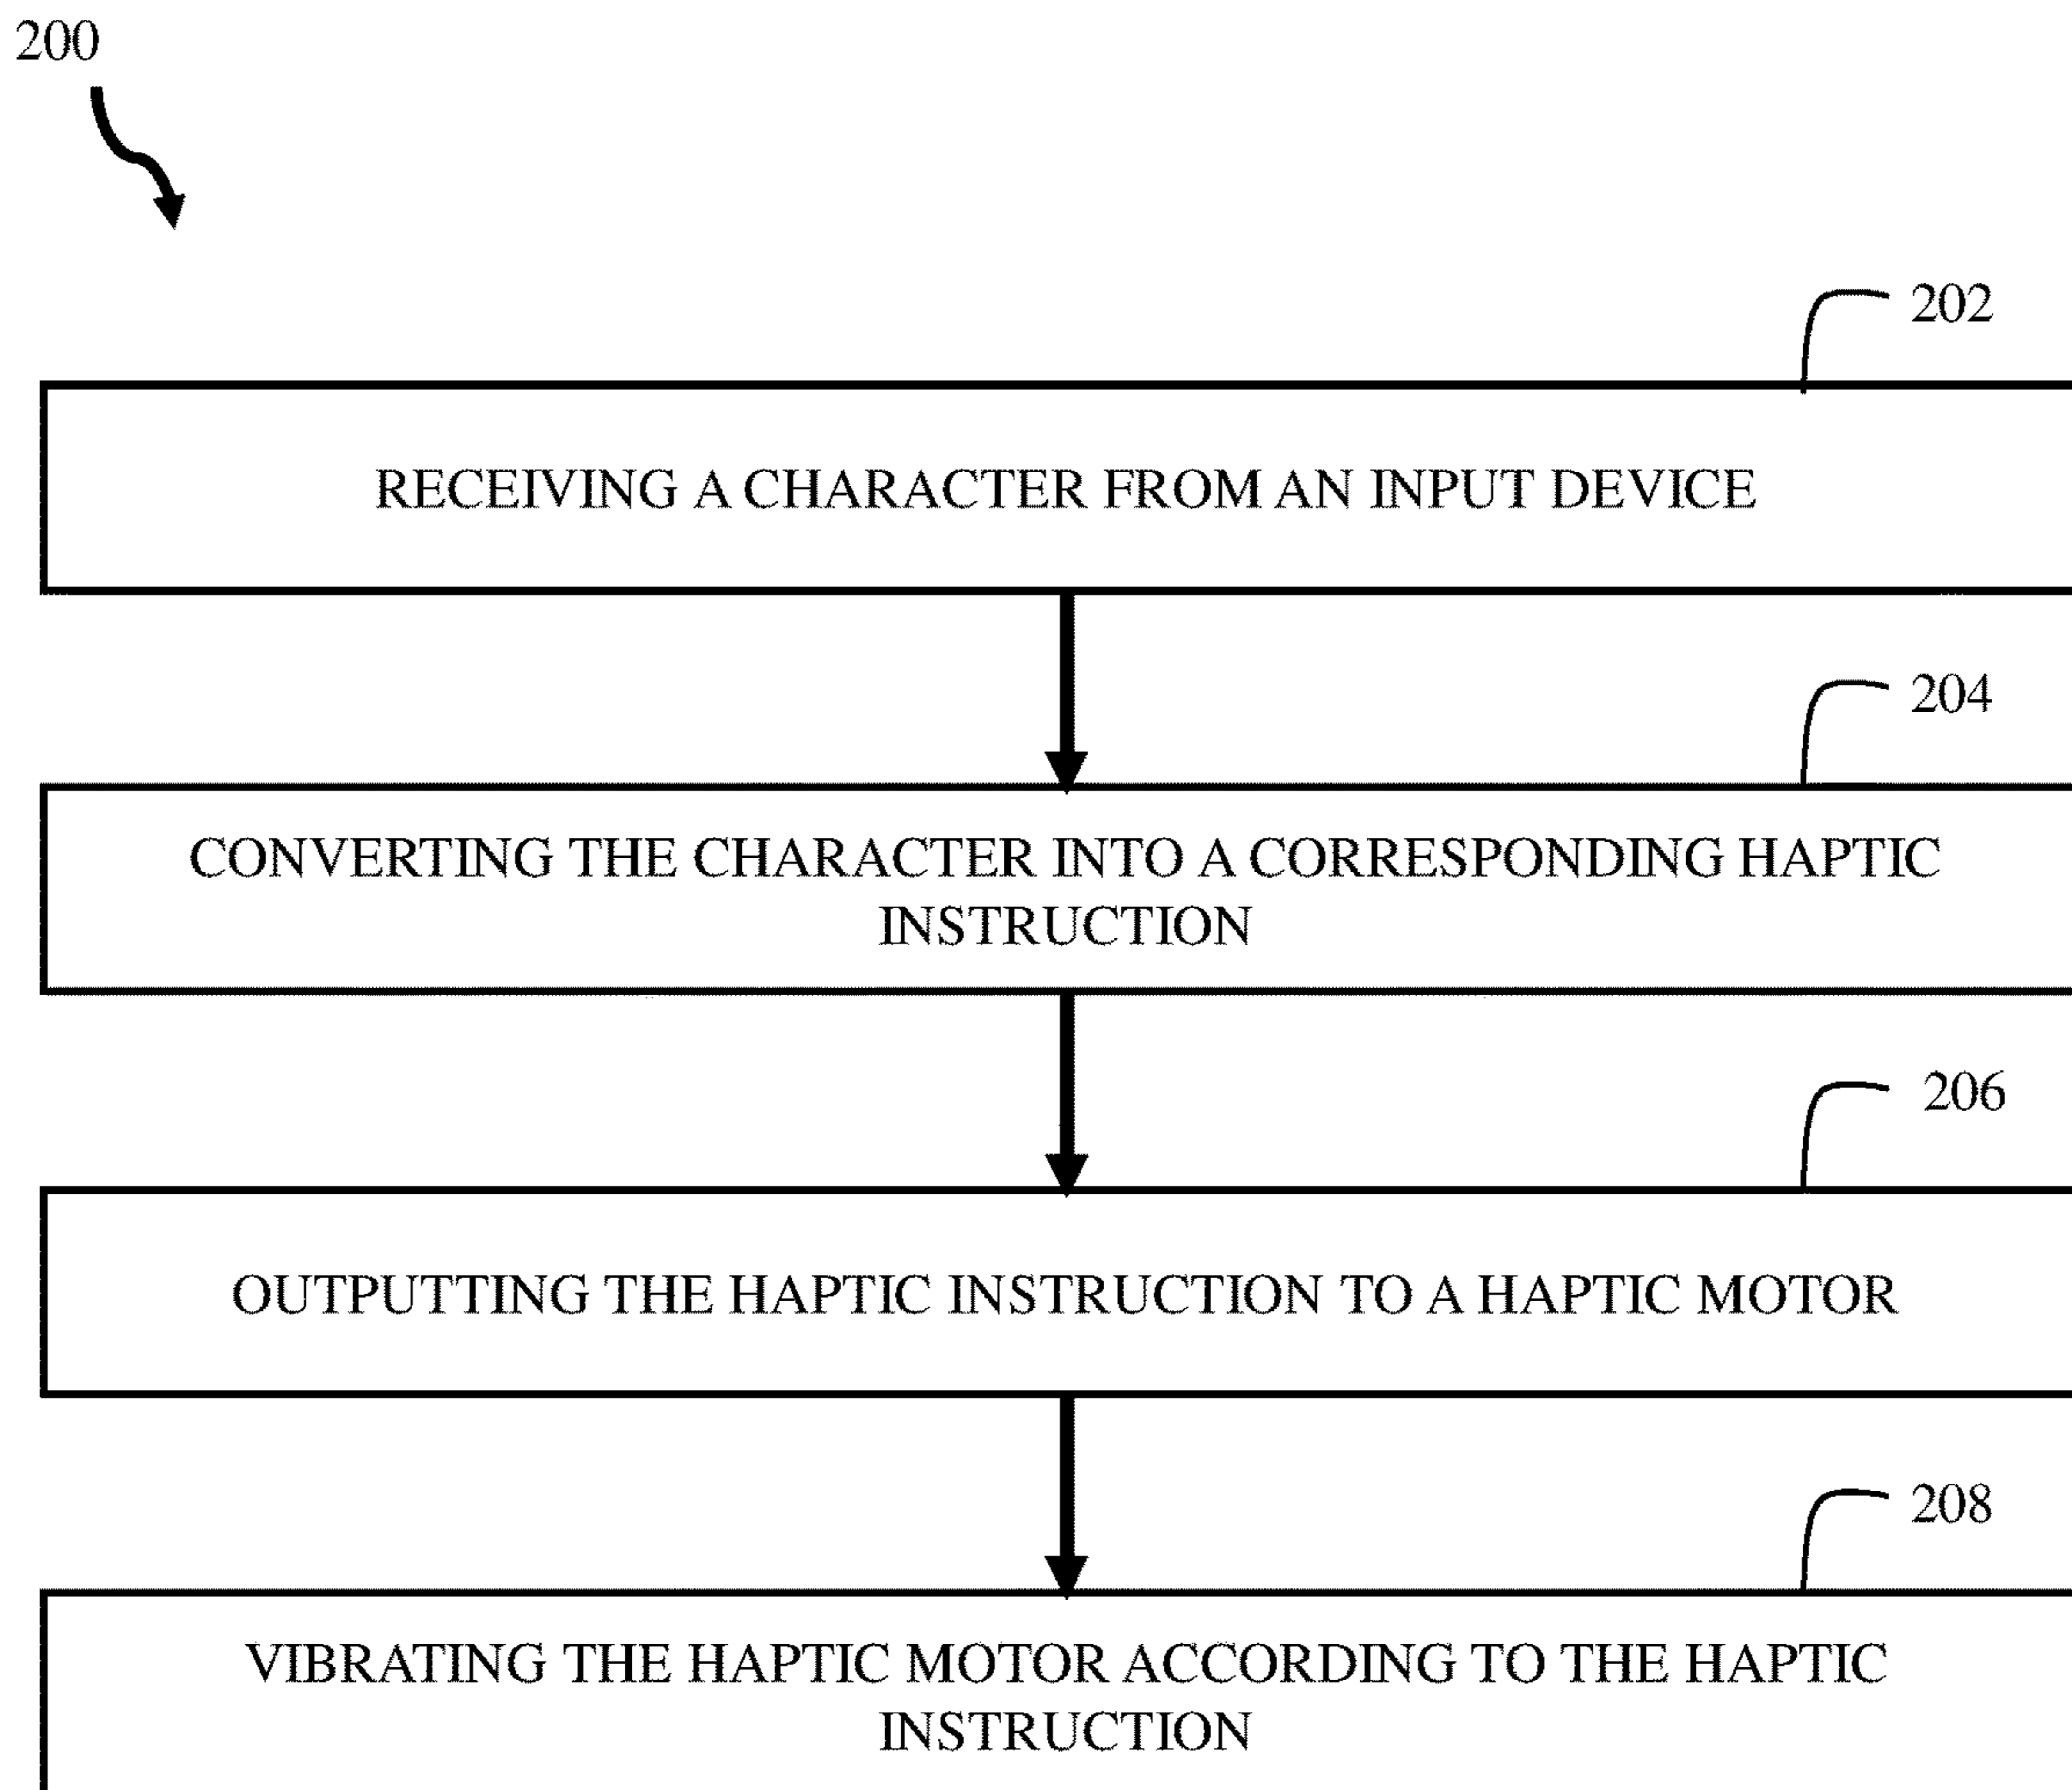 200
202
RECEIVING A CHARACTER FROM AN INPUT DEVICE
204
CONVERTING THE CHARACTER INTO A CORRESPONDING HAPTIC
INSTRUCTION
206
OUTPUTTING THE HAPTIC INSTRUCTION TO A HAPTIC MOTOR
208
VIBRATING THE HAPTIC MOTOR ACCORDING TO THE HAPTIC
INSTRUCTION